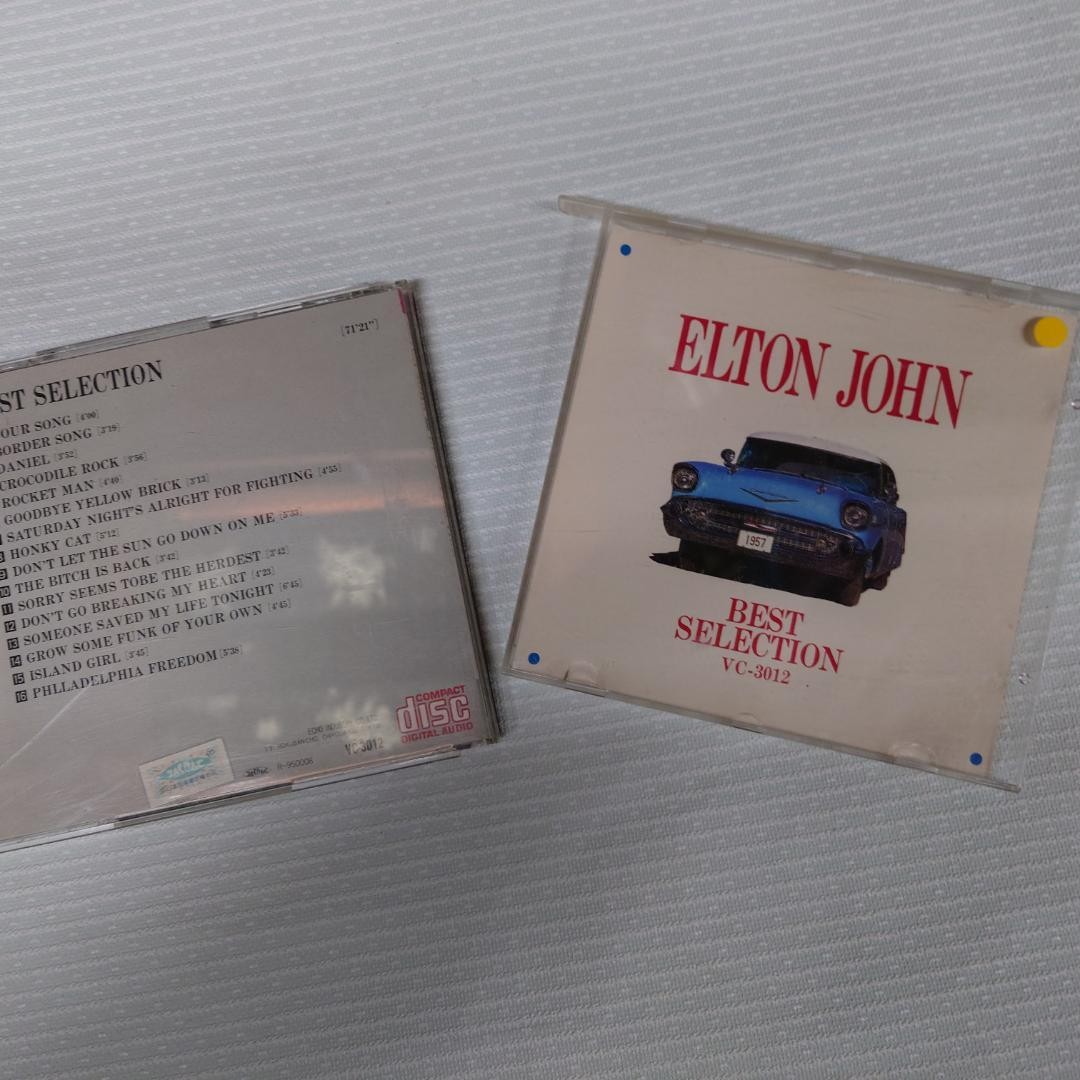 [71'21"]
ST SELECTION
OUR SONG [4'00]
BORDER SONG [3'19]
DANIEL [3'52]
CROCODILE ROCK [3'56]
ROCKET MAN [4'40]
GOODBYE YELLOW BRICK [3'13]
SATURDAY NIGHT'S ALRIGHT FOR FIGHTING [4'55]
HONKY CAT [5'12]
DON'T LET THE SUN GO DOWN ON ME [5'33]
10 THE BITCH IS BACK [3'42]
11 SORRY SEEMS TOBE THE HERDEST [3'42]
12 DON'T GO BREAKING MY HEART [4'23]
13 SOMEONE SAVED MY LIFE TONIGHT [6'45]
14 GROW SOME FUNK OF YOUR OWN [4'45]
15 ISLAND GIRL [3'45]
16 PHLLADELPHIA FREEDOM [5'38]
COMPACT
disc
DIGITAL AUDIO
VC-3012
R-950006
ELTON JOHN
1957
BEST
SELECTION
VC-3012